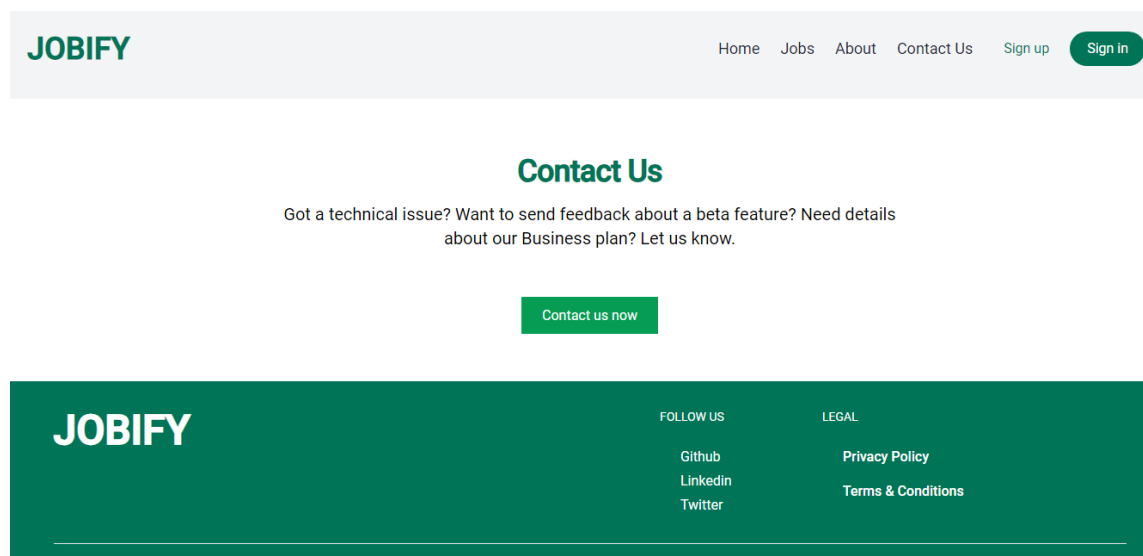 JOBIFY
Home Jobs About Contact Us Sign up Sign in
Contact Us
Got a technical issue? Want to send feedback about a beta feature? Need details
about our Business plan? Let us know.
Contact us now
JOBIFY
FOLLOW US
Github
Linkedin
Twitter
LEGAL
Privacy Policy
Terms & Conditions